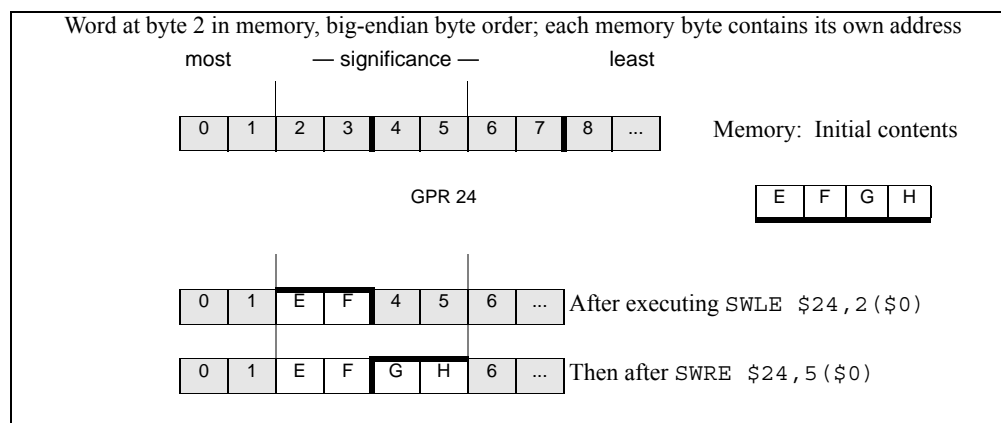 Word at byte 2 in memory, big-endian byte order; each memory byte contains its own address
most — significance — least
0 1 2 3 4 5 6 7 8 ... Memory: Initial contents
GPR 24 E F G H
0 1 E F 4 5 6 ... After executing SWLE $24,2($0)
0 1 E F G H 6 ... Then after SWRE $24,5($0)